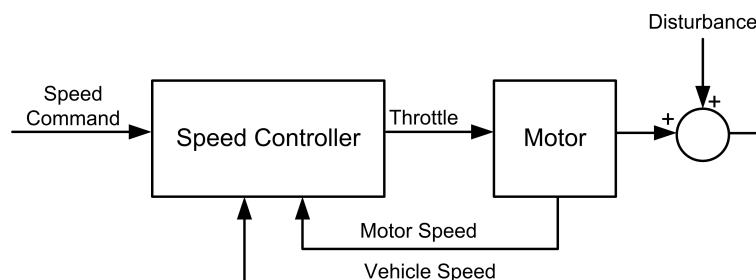 Disturbance
Speed
Command
Speed Controller
Throttle
Motor
+
+
Motor Speed
Vehicle Speed